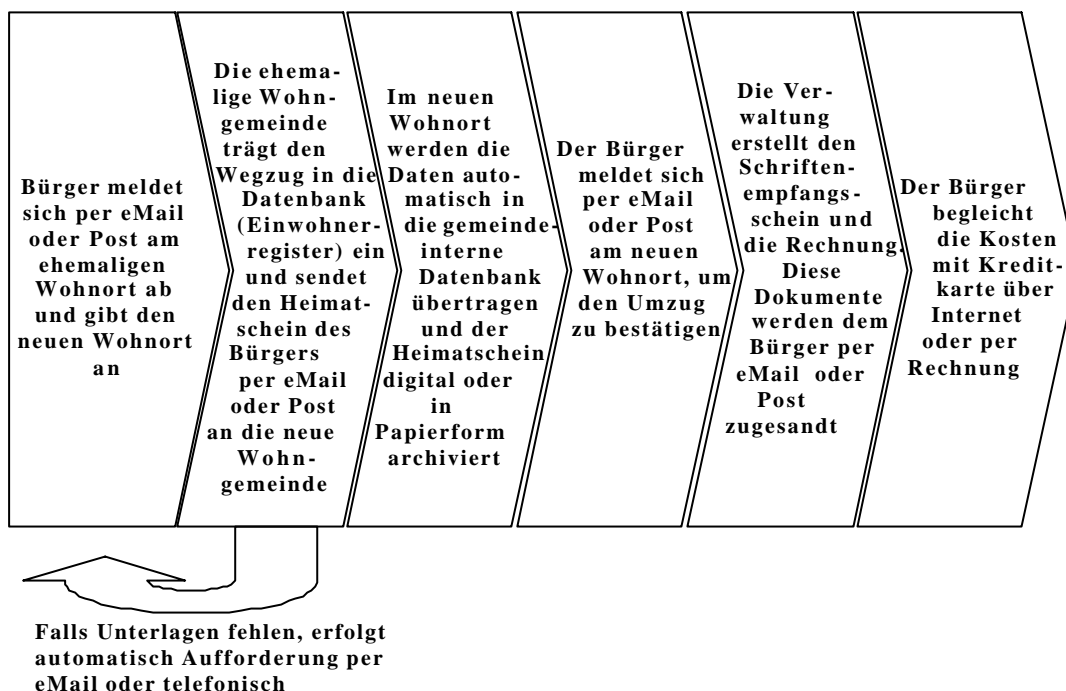 Bürger meldet
sich per eMail
oder Post am
ehemaligen
Wohnort ab
und gibt den
neuen Wohnort
an
Die ehema-
lige Wohn-
gemeinde
trägt den
Wegzug in die
Datenbank
(Einwohner-
register) ein
und sendet
den Heimat-
schein des
Bürgers
per eMail
oder Post
an die neue
Wohn-
gemeinde
Im neuen
Wohnort
werden die
Daten auto-
matisch in
die gemeinde-
interne
Datenbank
übertragen
und der
Heimatschein
digital oder
in
Papierform
archiviert
Der Bürger
meldet sich
per eMail
oder Post
am neuen
Wohnort, um
den Umzug
zu bestätigen
Die Ver-
waltung
erstellt den
Schriften-
empfangs-
schein und
die Rechnung.
Diese
Dokumente
werden dem
Bürger per
eMail oder
Post
zugesandt
Der Bürger
begleicht
die Kosten
mit Kredit-
karte über
Internet
oder per
Rechnung
Falls Unterlagen fehlen, erfolgt
automatisch Aufforderung per
eMail oder telefonisch